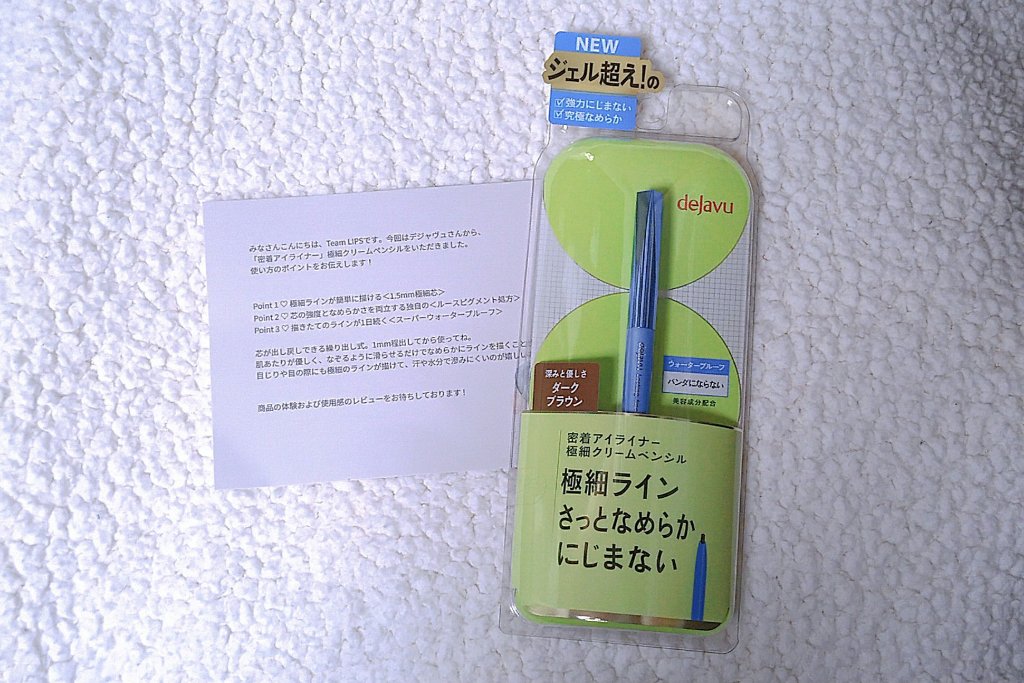 みなさんこんにちは、Team LIPSです。今回はデジャヴュさんから、
「密着アイライナー」極細クリームペンシルをいただきました。
使い方のポイントをお伝えします！
Point 1 ♡ 極細ラインが簡単に描ける＜1.5mm極細芯＞
Point 2 ♡ 芯の強度となめらかさを両立する独自の＜ルースピグメント処方＞
Point 3 ♡ 描きたてのラインが1日続く＜スーパーウォータープルーフ＞
芯が出し戻しできる繰り出し式。1mm程出してから使ってね。
肌あたりが優しく、なぞるように滑らせるだけでなめらかにラインを描くこと
目じりや目の際にも極細のラインが描けて、汗や水分で滲みにくいのが嬉し
商品の体験および使用感のレビューをお待ちしております！
NEW
ジェル超え!の
☑強力にじまない
☑究極なめらか
dejavu
深みと優しさ
ダーク
ブラウン
ウォータープルーフ
パンダにならない
美容成分配合
密着アイライナー
極細クリームペンシル
極細ライン
さっとなめらか
にじまない